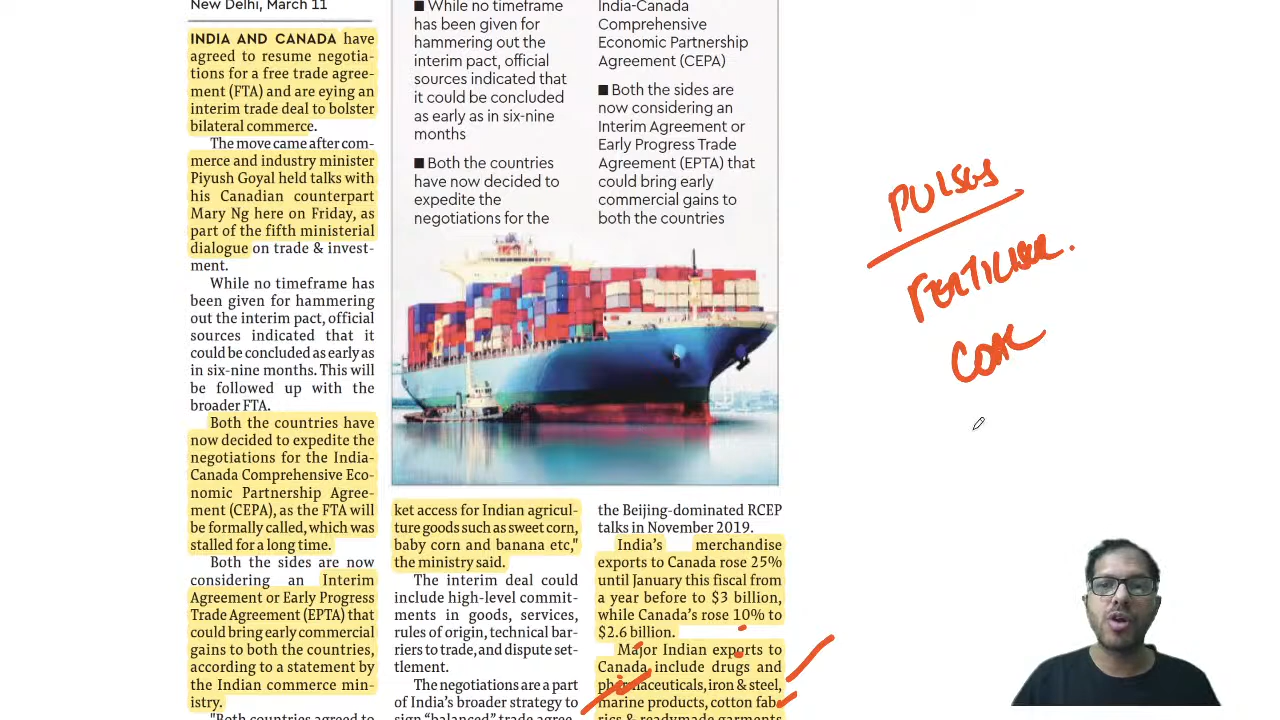 New Delhi, March 11
INDIA AND CANADA have
agreed to resume negotia-
tions for a free trade agree-
ment (FTA) and are eying an
interim trade deal to bolster
bilateral commerce.
The move came after com-
merce and industry minister
Piyush Goyal held talks with
his Canadian counterpart
Mary Ng here on Friday, as
part of the fifth ministerial
dialogue on trade & invest-
ment.
While no timeframe has
been given for hammering
out the interim pact, official
sources indicated that it
could be concluded as early as
in six-nine months. This will
be followed up with the
broader FTA.
Both the countries have
now decided to expedite the
negotiations for the India-
Canada Comprehensive Eco-
nomic Partnership Agree-
ment (CEPA), as the FTA will
be formally called, which was
stalled for a long time.
Both the sides are now
considering an Interim
Agreement or Early Progress
Trade Agreement (EPTA) that
could bring early commercial
gains to both the countries,
according to a statement by
the Indian commerce min-
istry.
"Both countries agreed to
■ While no timeframe
has been given for
hammering out the
interim pact, official
sources indicated that
it could be concluded
as early as in six-nine
months
■ Both the countries
have now decided to
expedite the
negotiations for the
India-Canada
Comprehensive
Economic Partnership
Agreement (CEPA)
■ Both the sides are
now considering an
Interim Agreement or
Early Progress Trade
Agreement (EPTA) that
could bring early
commercial gains to
both the countries
ket access for Indian agricul-
ture goods such as sweet corn,
baby corn and banana etc,"
the ministry said.
The interim deal could
include high-level commit-
ments in goods, services,
rules of origin, technical bar-
riers to trade, and dispute set-
tlement.
The negotiations are a part
of India's broader strategy to
sign "balanced" trade agree-
the Beijing-dominated RCEP
talks in November 2019.
India's merchandise
exports to Canada rose 25%
until January this fiscal from
a year before to $3 billion,
while Canada's rose 10% to
$2.6 billion.
Major Indian exports to
Canada include drugs and
pharmaceuticals, iron & steel,
marine products, cotton fab-
rics & readymade garments
PULSES
FERTILISER.
COAL